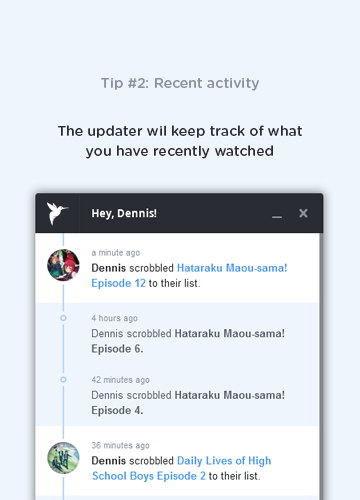 Tip #2: Recent activity
The updater wil keep track of what
you have recently watched
Hey, Dennis!
a minute ago
Dennis scrobbled Hataraku Maou-sama!
Episode 12 to their list.
4 hours ago
Dennis scrobbled Hataraku Maou-sama!
Episode 6.
42 minutes ago
Dennis scrobbled Hataraku Maou-sama!
Episode 4.
36 minutes ago
Dennis scrobbled Daily Lives of High
School Boys Episode 2 to their list.